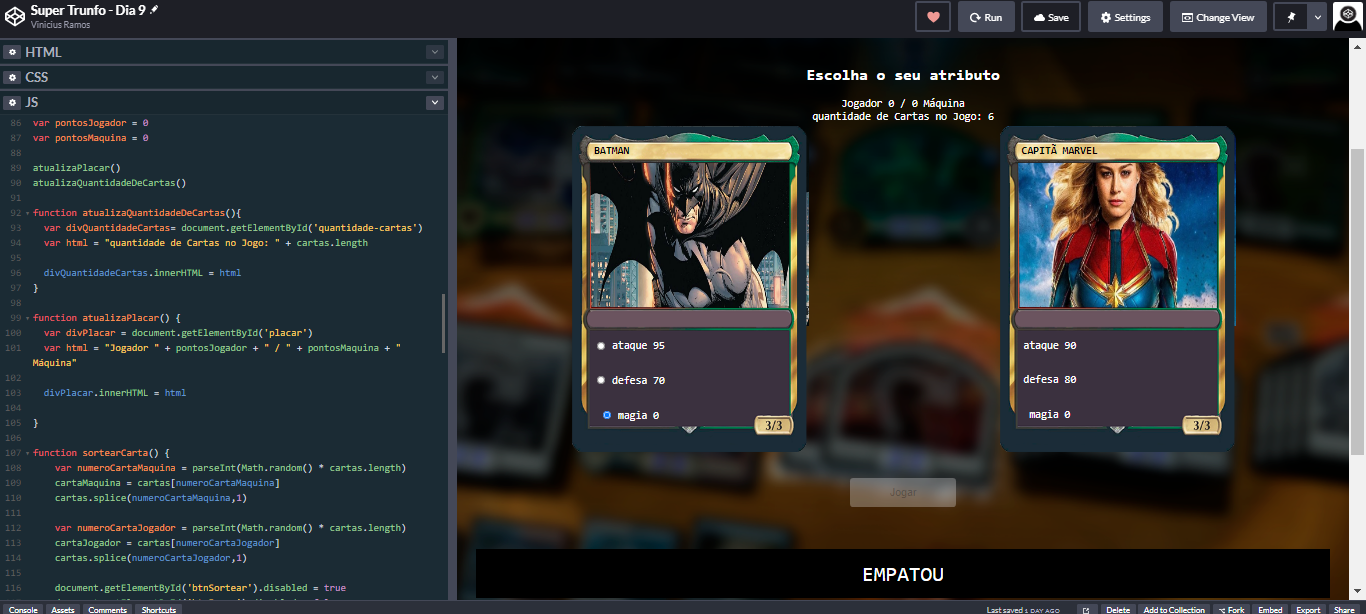 Super Trunfo - Dia 9
Vinicius Ramos
Run
Save
Settings
Change View
HTML
CSS
JS
86 var pontosJogador = 0
87 var pontosMaquina = 0
88
89 atualizaPlacar()
90 atualizaQuantidadeDeCartas()
91
92 function atualizaQuantidadeDeCartas(){
93 var divQuantidadeCartas= document.getElementById('quantidade-cartas')
94 var html = "quantidade de Cartas no Jogo: " + cartas.length
95
96 divQuantidadeCartas.innerHTML = html
97 }
98
99 function atualizaPlacar() {
100 var divPlacar = document.getElementById('placar')
101 var html = "Jogador " + pontosJogador + " / " + pontosMaquina + "
Máquina"
102
103 divPlacar.innerHTML = html
104
105 }
106
107 function sortearCarta() {
108 var numeroCartaMaquina = parseInt(Math.random() * cartas.length)
109 cartaMaquina = cartas[numeroCartaMaquina]
110 cartas.splice(numeroCartaMaquina,1)
111
112 var numeroCartaJogador = parseInt(Math.random() * cartas.length)
113 cartaJogador = cartas[numeroCartaJogador]
114 cartas.splice(numeroCartaJogador,1)
115
116 document.getElementById('btnSortear').disabled = true
Escolha o seu atributo
Jogador 0 / 0 Máquina
quantidade de Cartas no Jogo: 6
BATMAN
ataque 95
defesa 70
magia 0
3/3
CAPITÃ MARVEL
ataque 90
defesa 80
magia 0
3/3
Jogar
EMPATOU
Console
Assets
Comments
Shortcuts
Last saved 1 DAY AGO
Delete
Add to Collection
Fork
Embed
Export
Share